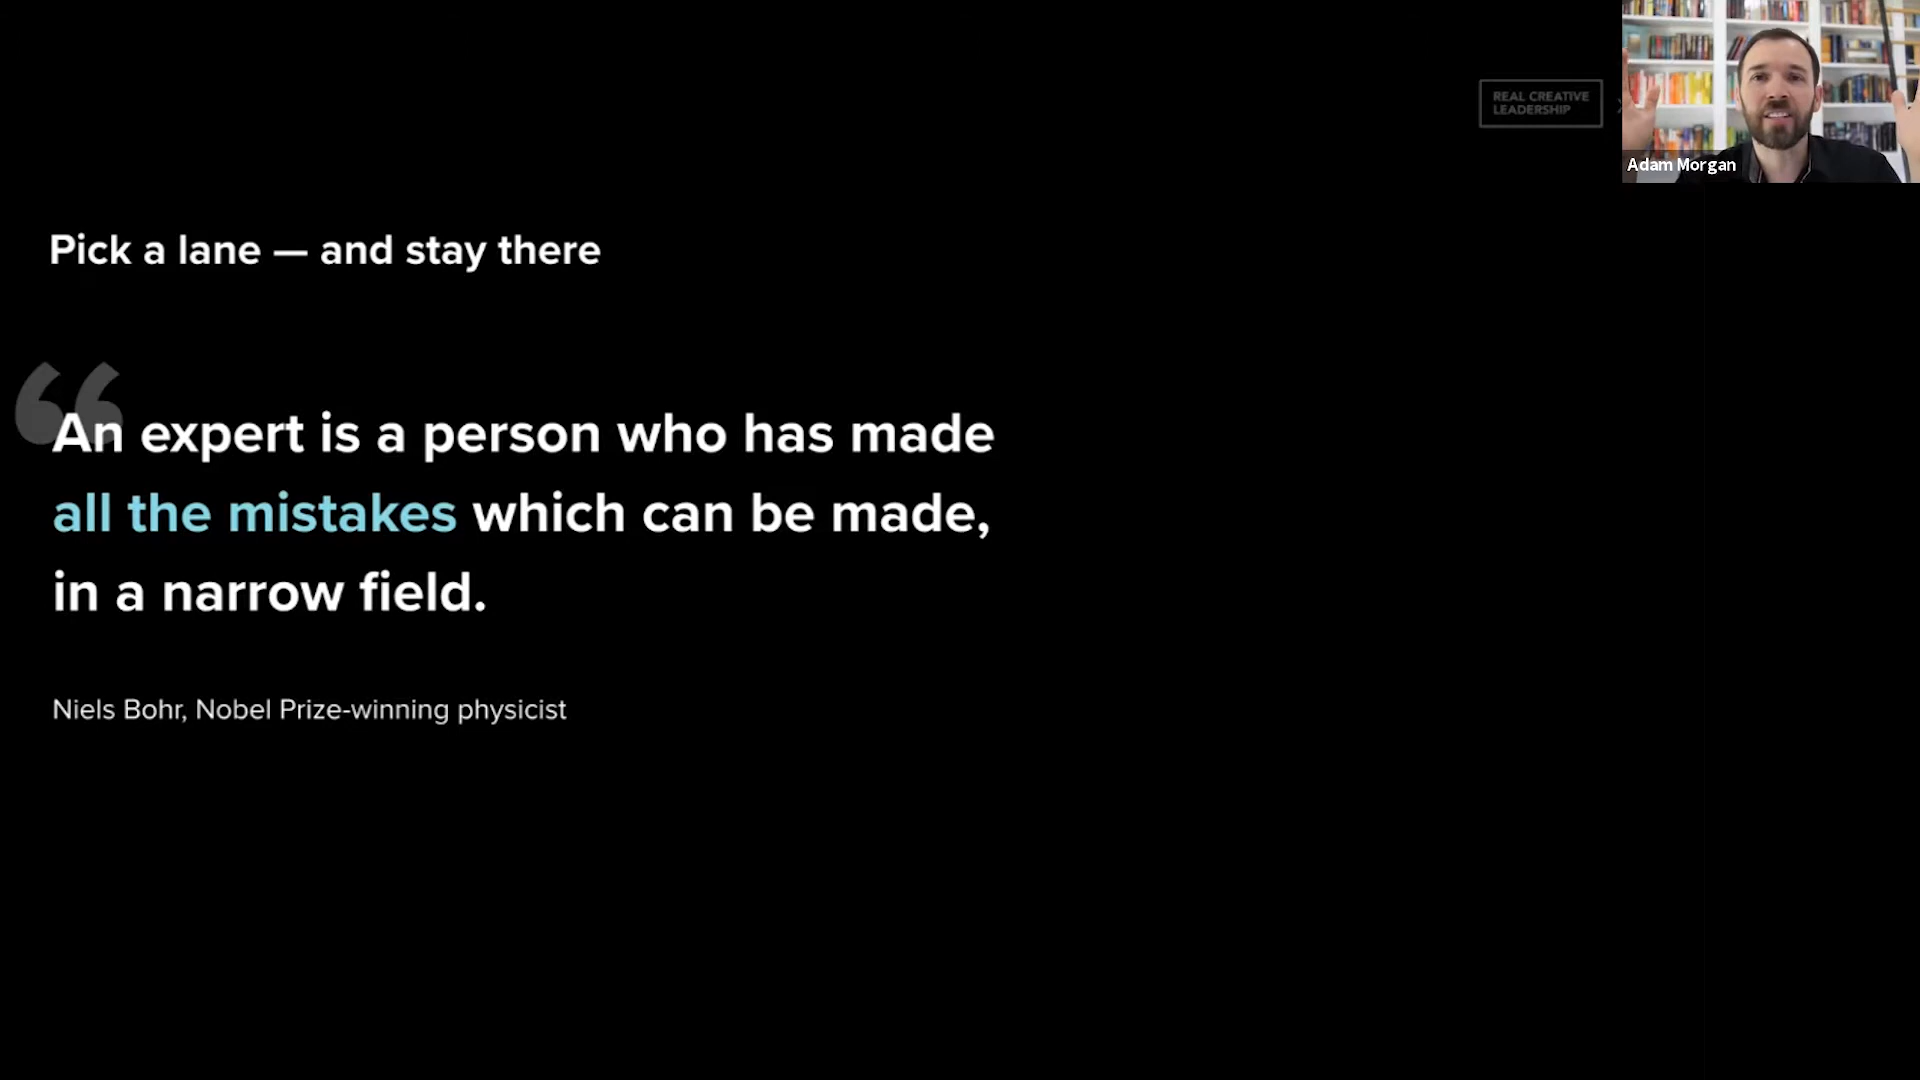 REAL CREATIVE
LEADERSHIP
Adam Morgan
Pick a lane — and stay there
“
An expert is a person who has made
all the mistakes which can be made,
in a narrow field.
Niels Bohr, Nobel Prize-winning physicist